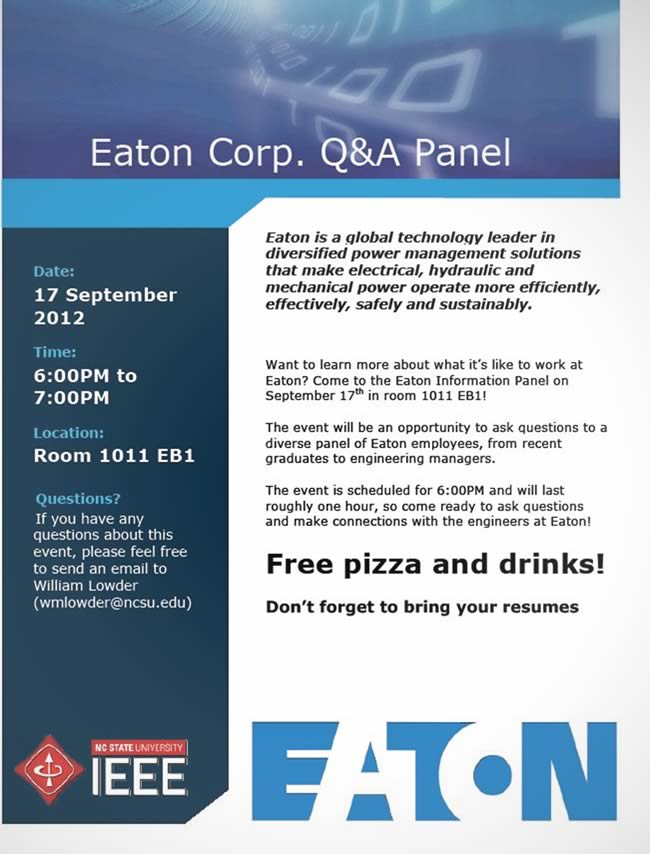 Eaton Corp. Q&A Panel
Date:
17 September
2012
Time:
6:00PM to
7:00PM
Location:
Room 1011 EB1
Questions?
If you have any
questions about this
event, please feel free
to send an email to
William Lowder
(wmlowder@ncsu.edu)
Eaton is a global technology leader in
diversified power management solutions
that make electrical, hydraulic and
mechanical power operate more efficiently,
effectively, safely and sustainably.
Want to learn more about what it's like to work at
Eaton? Come to the Eaton Information Panel on
September 17th in room 1011 EB1!
The event will be an opportunity to ask questions to a
diverse panel of Eaton employees, from recent
graduates to engineering managers.
The event is scheduled for 6:00PM and will last
roughly one hour, so come ready to ask questions
and make connections with the engineers at Eaton!
Free pizza and drinks!
Don't forget to bring your resumes
NC STATE UNIVERSITY
IEEE
EATON